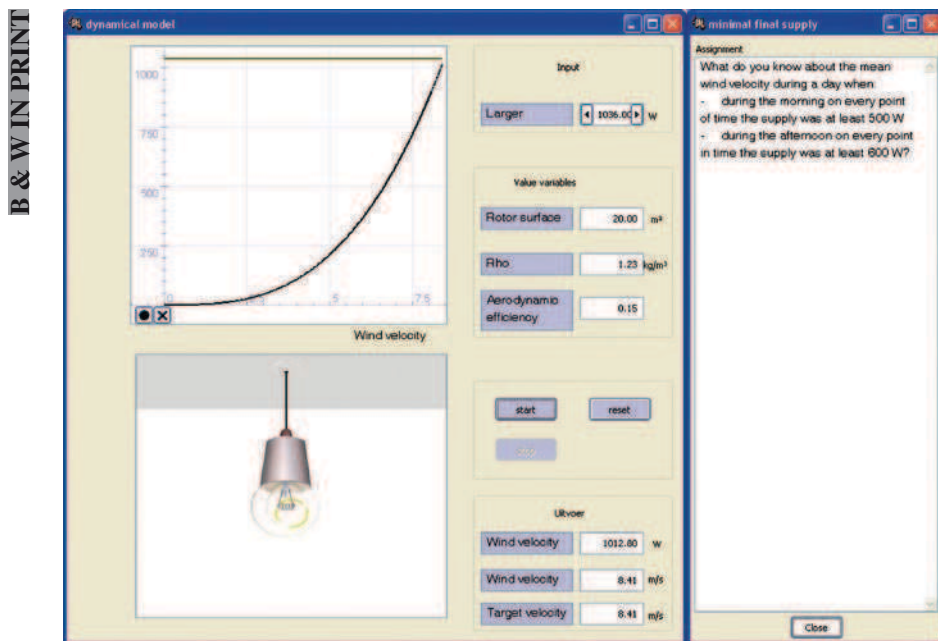 B & W IN PRINT
dynamical model
1000
750
500
250
0
5
7.5
Wind velocity
Input
Larger
1036.00
W
Value variables
Rotor surface
20.00
m²
Rho
1.23
kg/m³
Aerodynamic
efficiency
0.15
start
reset
stop
Uitvoer
Wind velocity
1012.80
W
Wind velocity
8.41
m/s
Target velocity
8.41
m/s
minimal final supply
Assignment
What do you know about the mean
wind velocity during a day when:
- during the morning on every point
of time the supply was at least 500 W
- during the afternoon on every point
in time the supply was at least 600 W?
Close